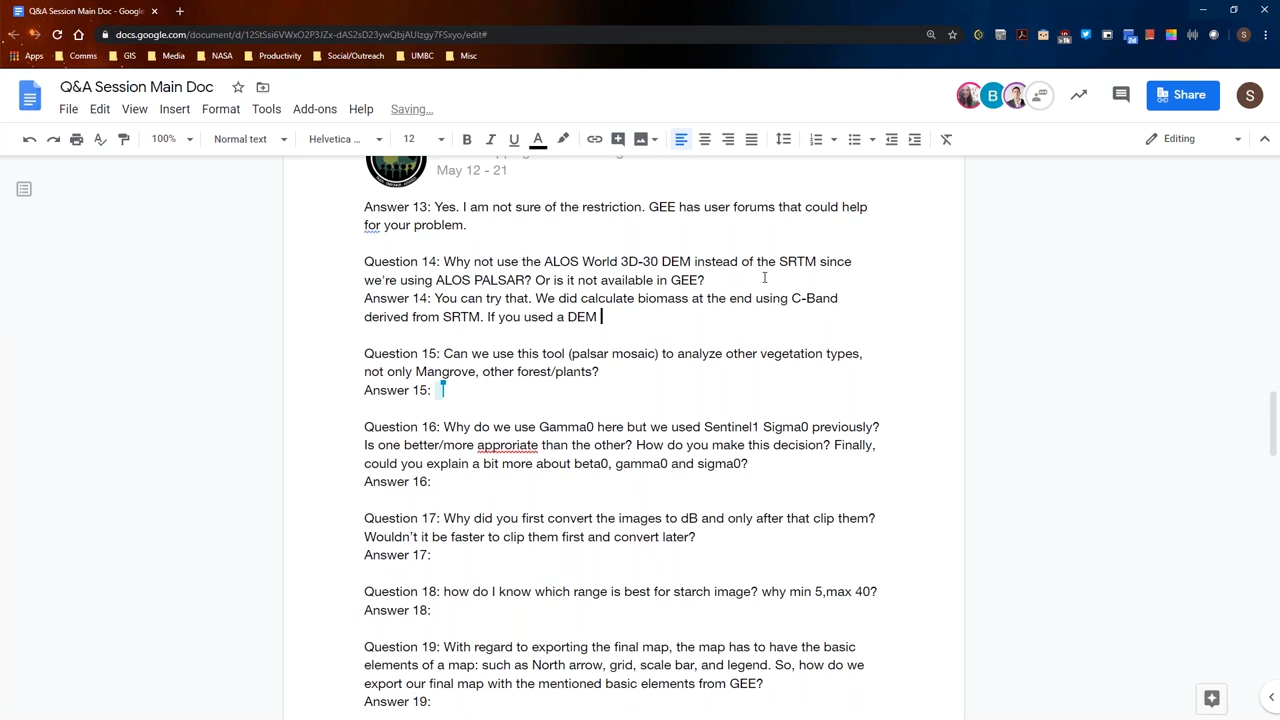 Q&A Session Main Doc - Google
docs.google.com/document/d/
Apps Comms GIS Media NASA Productivity Social/Outreach UMBC Misc
Q&A Session Main Doc
File Edit View Insert Format Tools Add-ons Help Saving...
B
Share
S
100% Normal text Helvetica ... 12 B I U A Editing
May 12 - 21
Answer 13: Yes. I am not sure of the restriction. GEE has user forums that could help
for your problem.
Question 14: Why not use the ALOS World 3D-30 DEM instead of the SRTM since
we're using ALOS PALSAR? Or is it not available in GEE?
Answer 14: You can try that. We did calculate biomass at the end using C-Band
derived from SRTM. If you used a DEM
Question 15: Can we use this tool (palsar mosaic) to analyze other vegetation types,
not only Mangrove, other forest/plants?
Answer 15:
Question 16: Why do we use Gamma0 here but we used Sentinel1 Sigma0 previously?
Is one better/more approriate than the other? How do you make this decision? Finally,
could you explain a bit more about beta0, gamma0 and sigma0?
Answer 16:
Question 17: Why did you first convert the images to dB and only after that clip them?
Wouldn't it be faster to clip them first and convert later?
Answer 17:
Question 18: how do I know which range is best for starch image? why min 5,max 40?
Answer 18:
Question 19: With regard to exporting the final map, the map has to have the basic
elements of a map: such as North arrow, grid, scale bar, and legend. So, how do we
export our final map with the mentioned basic elements from GEE?
Answer 19: